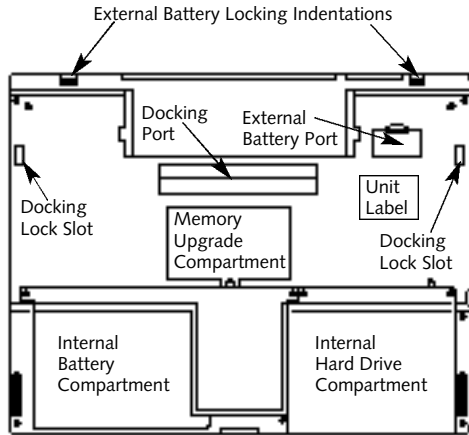 External Battery Locking Indentations
Docking
Port
External
Battery Port
Docking
Lock Slot
Unit
Label
Memory
Upgrade
Compartment
Docking
Lock Slot
Internal
Battery
Compartment
Internal
Hard Drive
Compartment